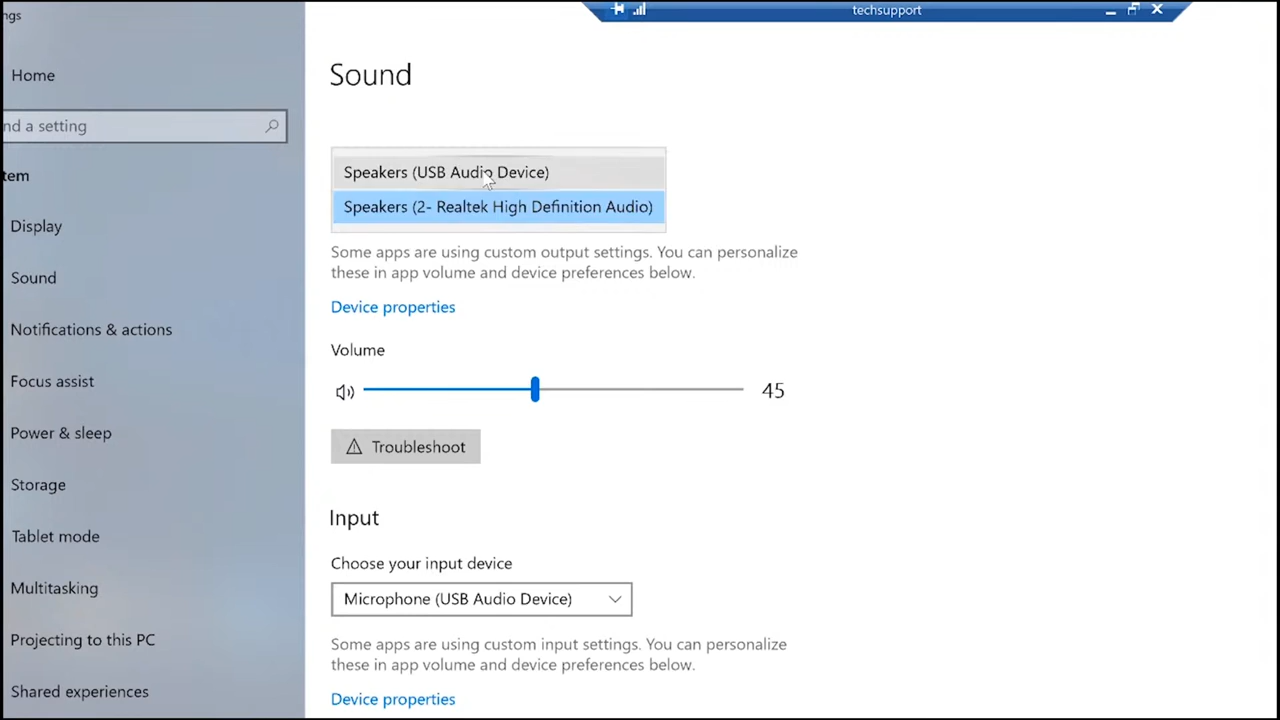 ngs
techsupport
Home
nd a setting
tem
Display
Sound
Notifications & actions
Focus assist
Power & sleep
Storage
Tablet mode
Multitasking
Projecting to this PC
Shared experiences
Sound
Speakers (USB Audio Device)
Speakers (2- Realtek High Definition Audio)
Some apps are using custom output settings. You can personalize
these in app volume and device preferences below.
Device properties
Volume
45
Troubleshoot
Input
Choose your input device
Microphone (USB Audio Device)
Some apps are using custom input settings. You can personalize
these in app volume and device preferences below.
Device properties